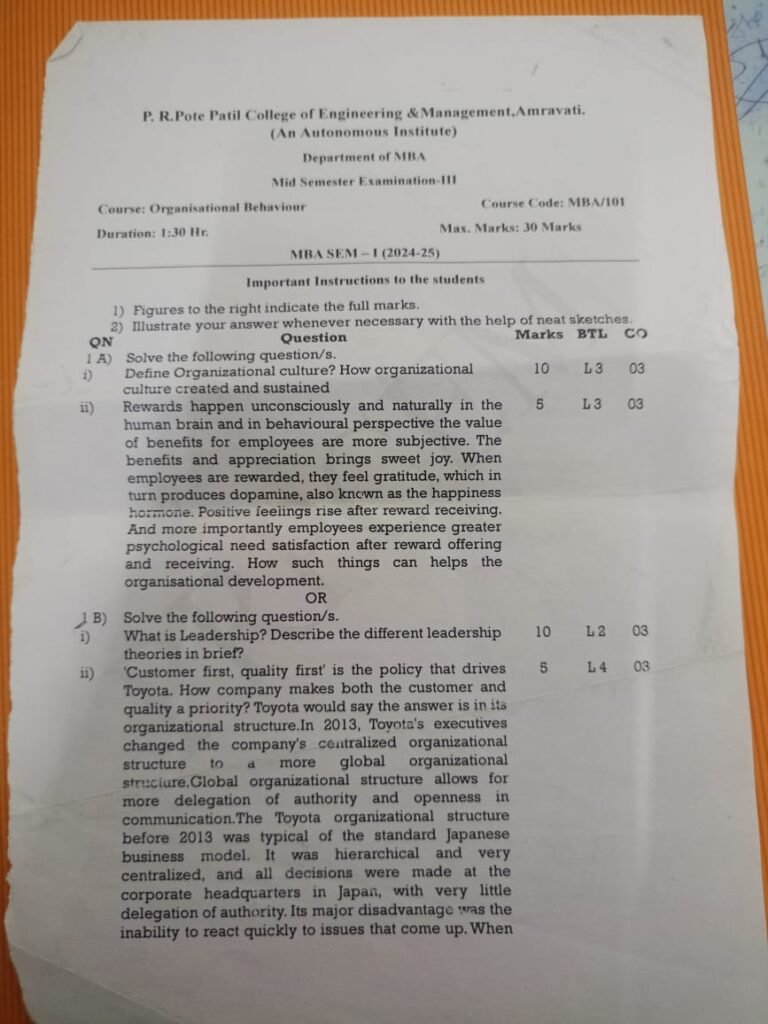 P. R.Pote Patil College of Engineering &Management,Amravati.
(An Autonomous Institute)
Department of MBA
Mid Semester Examination-III
Course: Organisational Behaviour Course Code: MBA/101
Duration: 1:30 Hr. Max. Marks: 30 Marks
MBA SEM – I (2024-25)
Important Instructions to the students
1) Figures to the right indicate the full marks.
2) Illustrate your answer whenever necessary with the help of neat sketches.
QN Question Marks BTL CO
1 A) Solve the following question/s.
i) Define Organizational culture? How organizational 10 L 3 03
culture created and sustained
ii) Rewards happen unconsciously and naturally in the 5 L 3 03
human brain and in behavioural perspective the value
of benefits for employees are more subjective. The
benefits and appreciation brings sweet joy. When
employees are rewarded, they feel gratitude, which in
turn produces dopamine, also known as the happiness
hormone. Positive feelings rise after reward receiving.
And more importantly employees experience greater
psychological need satisfaction after reward offering
and receiving. How such things can helps the
organisational development.
OR
1 B) Solve the following question/s.
i) What is Leadership? Describe the different leadership 10 L 2 03
theories in brief?
ii) 'Customer first, quality first' is the policy that drives 5 L 4 03
Toyota. How company makes both the customer and
quality a priority? Toyota would say the answer is in its
organizational structure.In 2013, Toyota's executives
changed the company's centralized organizational
structure to a more global organizational
structure.Global organizational structure allows for
more delegation of authority and openness in
communication.The Toyota organizational structure
before 2013 was typical of the standard Japanese
business model. It was hierarchical and very
centralized, and all decisions were made at the
corporate headquarters in Japan, with very little
delegation of authority. Its major disadvantage was the
inability to react quickly to issues that come up. When